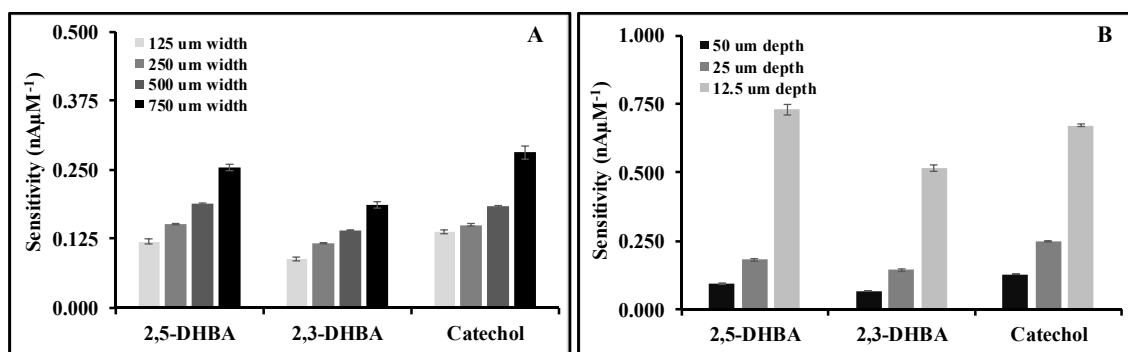 A
Sensitivity (nAμM⁻¹)
0.500
0.375
0.250
0.125
0.000
125 um width
250 um width
500 um width
750 um width
2,5-DHBA 2,3-DHBA Catechol
B
Sensitivity (nAμM⁻¹)
1.000
0.750
0.500
0.250
0.000
50 um depth
25 um depth
12.5 um depth
2,5-DHBA 2,3-DHBA Catechol